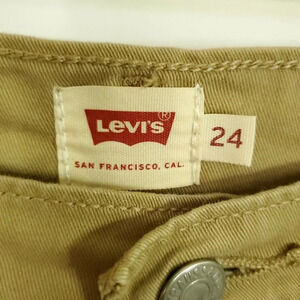 LEVI'S®
24
SAN FRANCISCO, CAL.